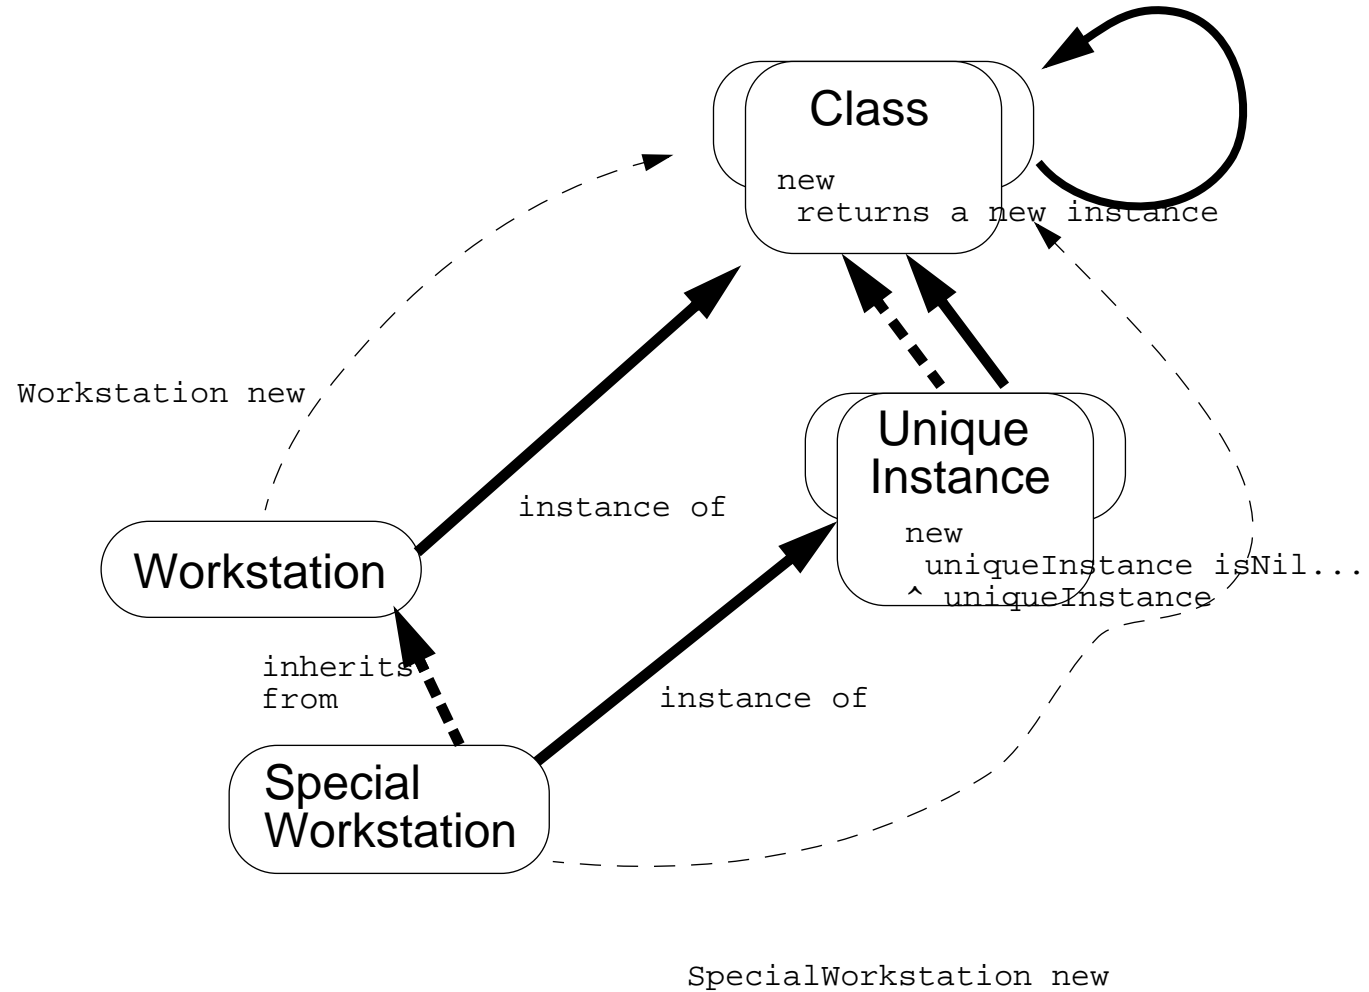 Class
new
returns a new instance
Workstation new
Unique
Instance
instance of
new
uniqueInstance isNil...
^ uniqueInstance
Workstation
inherits
from
instance of
Special
Workstation
SpecialWorkstation new